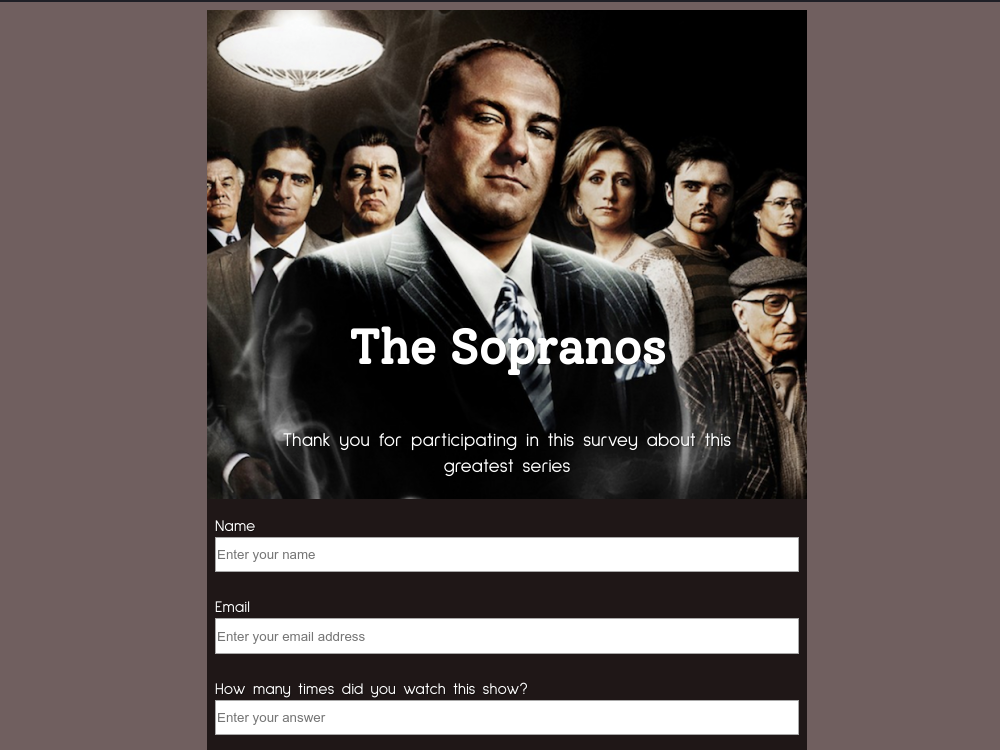 The Sopranos
Thank you for participating in this survey about this
greatest series
Name
Enter your name
Email
Enter your email address
How many times did you watch this show?
Enter your answer